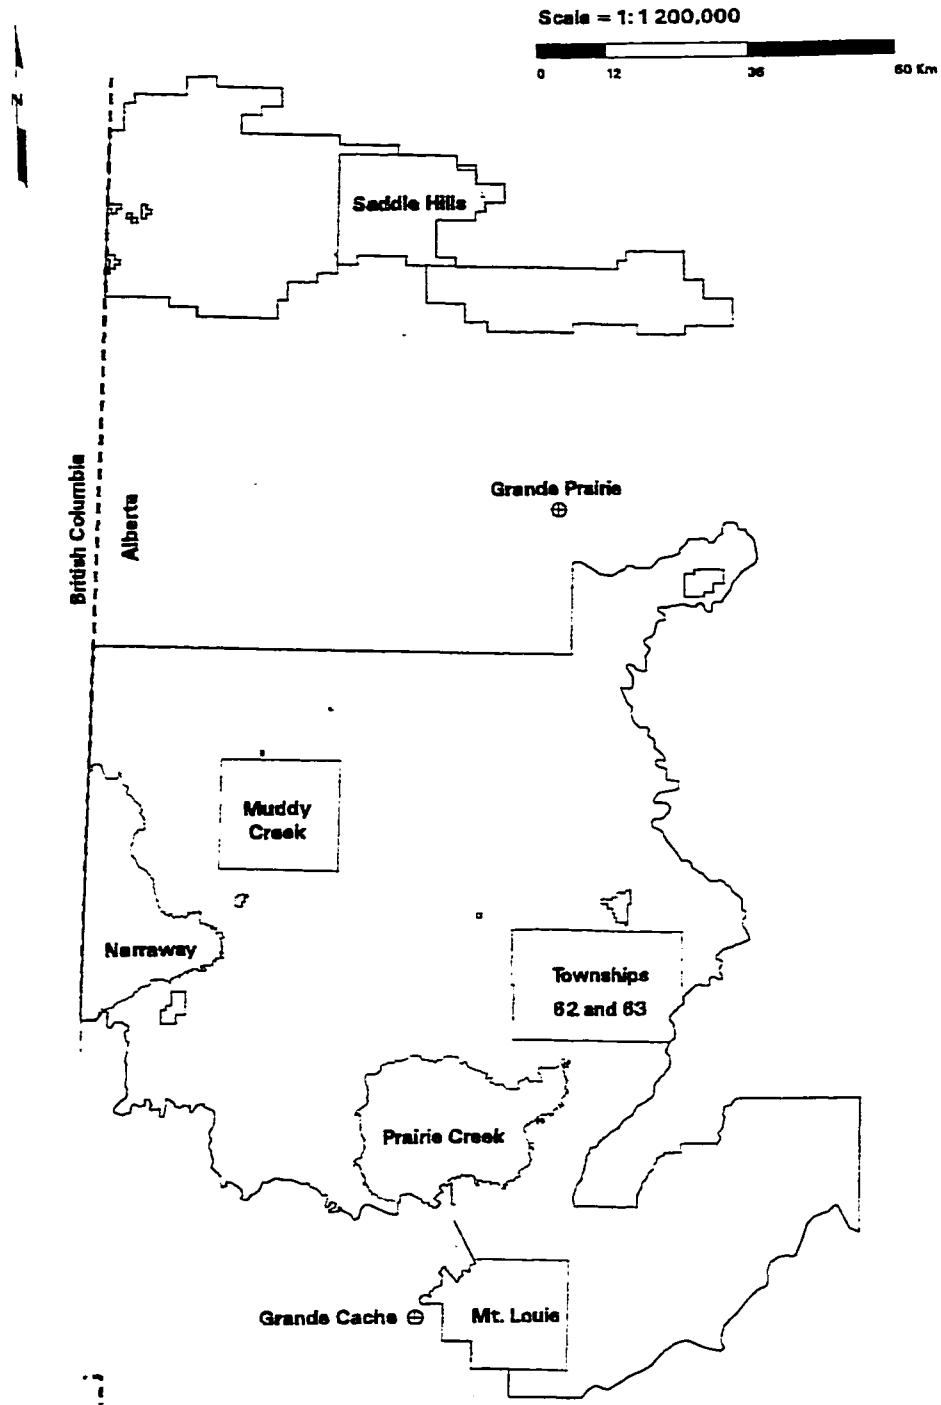 Scale = 1:1 200,000
0 12 36 60 Km
N
Saddle Hills
British Columbia
Alberta
Grande Prairie
Muddy
Creek
Narraway
Townships
62 and 63
Prairie Creek
Grande Cache
Mt. Louie